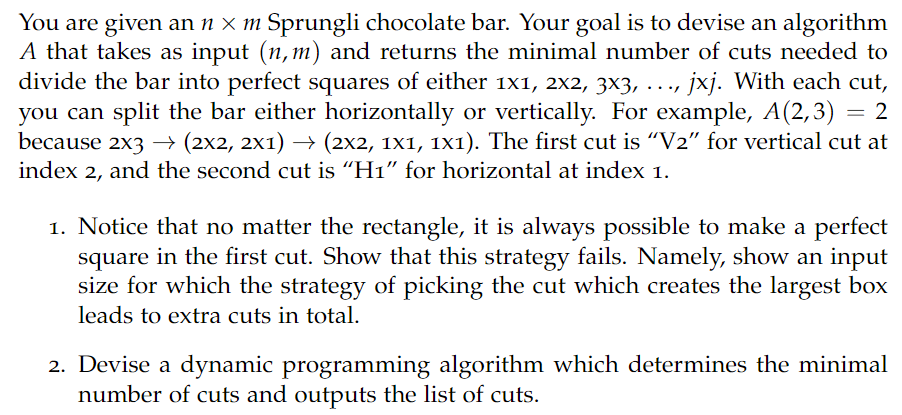 You are given an n × m Sprungli chocolate bar. Your goal is to devise an algorithm
A that takes as input (n, m) and returns the minimal number of cuts needed to
divide the bar into perfect squares of either 1x1, 2x2, 3x3, . . ., jxj. With each cut,
you can split the bar either horizontally or vertically. For example, A(2, 3) = 2
because 2x3 → (2x2, 2x1) → (2x2, 1x1, 1x1). The first cut is “V2” for vertical cut at
index 2, and the second cut is “H1” for horizontal at index 1.
1. Notice that no matter the rectangle, it is always possible to make a perfect
square in the first cut. Show that this strategy fails. Namely, show an input
size for which the strategy of picking the cut which creates the largest box
leads to extra cuts in total.
2. Devise a dynamic programming algorithm which determines the minimal
number of cuts and outputs the list of cuts.